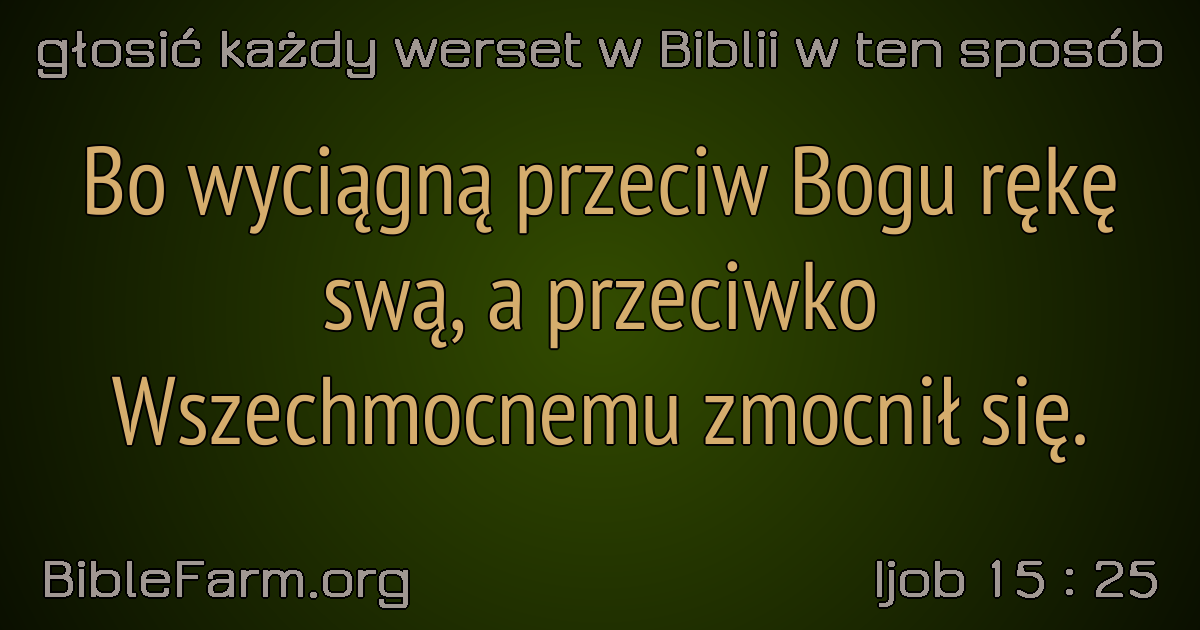 głosić każdy werset w Biblii w ten sposób
Bo wyciągną przeciw Bogu rękę
swą, a przeciwko
Wszechmocnemu zmocnił się.
BibleFarm.org
Ijob 15 : 25